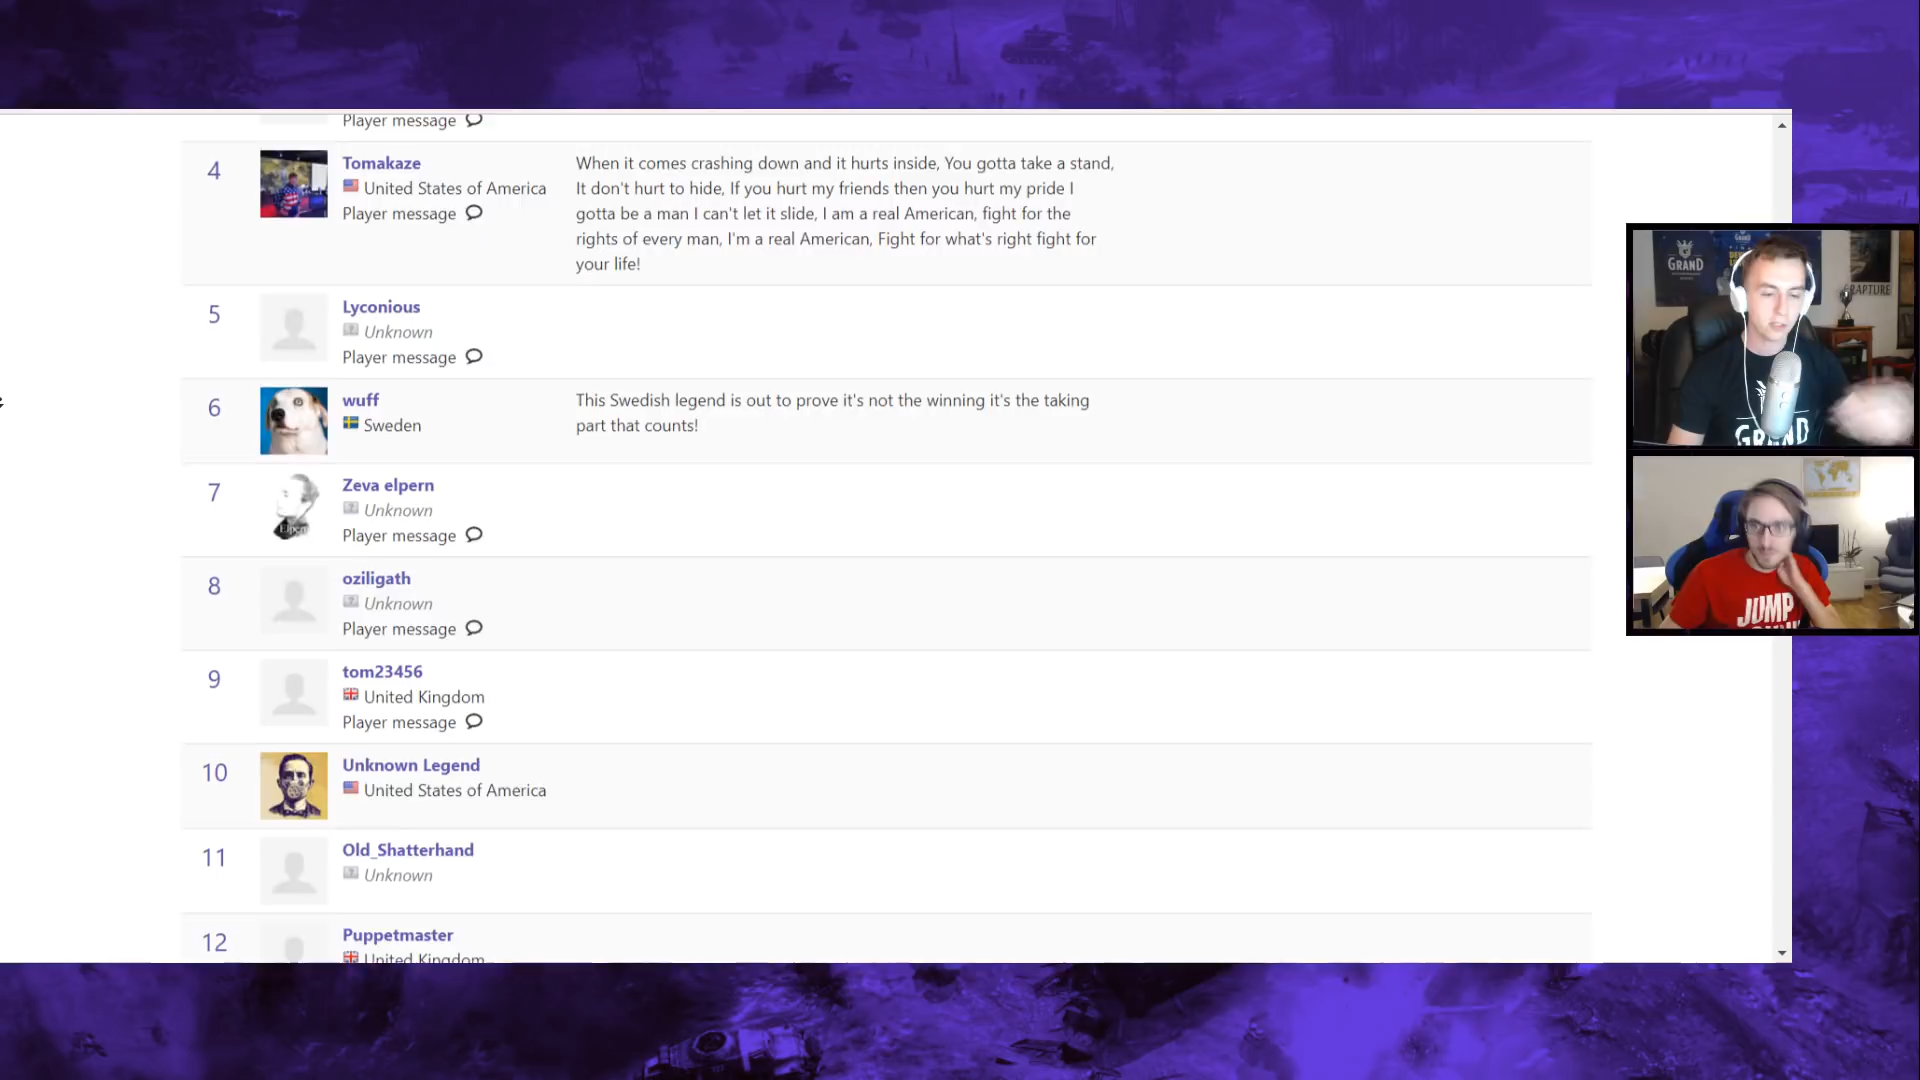 Player message
4
Tomakaze
United States of America
Player message
When it comes crashing down and it hurts inside, You gotta take a stand,
It don't hurt to hide, If you hurt my friends then you hurt my pride I
gotta be a man I can't let it slide, I am a real American, fight for the
rights of every man, I'm a real American, Fight for what's right fight for
your life!
5
Lyconious
Unknown
Player message
6
wuff
Sweden
This Swedish legend is out to prove it's not the winning it's the taking
part that counts!
7
Zeva elpern
Unknown
Player message
Elpern
8
oziligath
Unknown
Player message
9
tom23456
United Kingdom
Player message
10
Unknown Legend
United States of America
11
Old_Shatterhand
Unknown
12
Puppetmaster
United Kingdom
GRAND
GRAND
RAPTURE
GRAND
JUMP